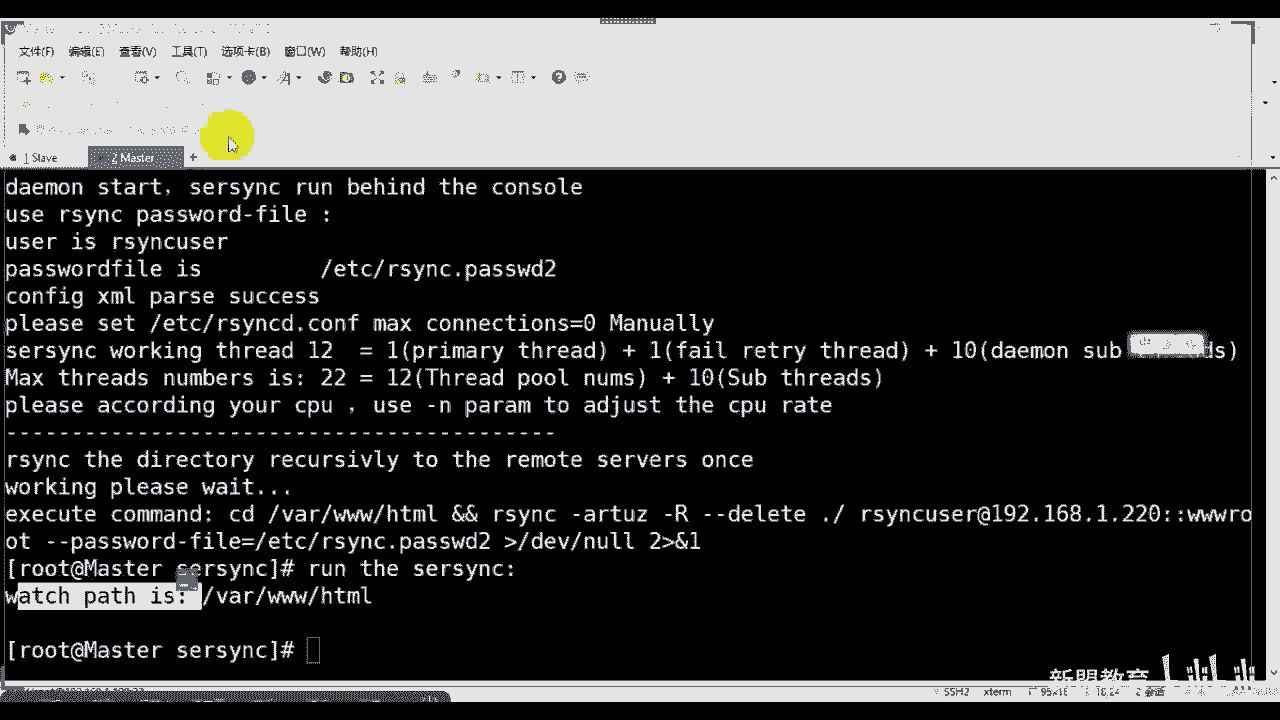 文件(F) 编辑(E) 查看(V) 工具(T) 选项卡(B) 窗口(W) 帮助(H)
1 Slave 2 Master +
daemon start，sersync run behind the console
use rsync password-file :
user is rsyncuser
passwordfile is /etc/rsync.passwd2
config xml parse success
please set /etc/rsyncd.conf max connections=0 Manually
sersync working thread 12 = 1(primary thread) + 1(fail retry thread) + 10(daemon sub
Max threads numbers is: 22 = 12(Thread pool nums) + 10(Sub threads)
please according your cpu ，use -n param to adjust the cpu rate
------------------------------------------
rsync the directory recursivly to the remote servers once
working please wait...
execute command: cd /var/www/html && rsync -artuz -R --delete ./ rsyncuser@192.168.1.220::wwwro
ot --password-file=/etc/rsync.passwd2 >/dev/null 2>&1
[root@Master sersync]# run the sersync:
watch path is: /var/www/html
[root@Master sersync]#
新盟教育
SSH2 xterm